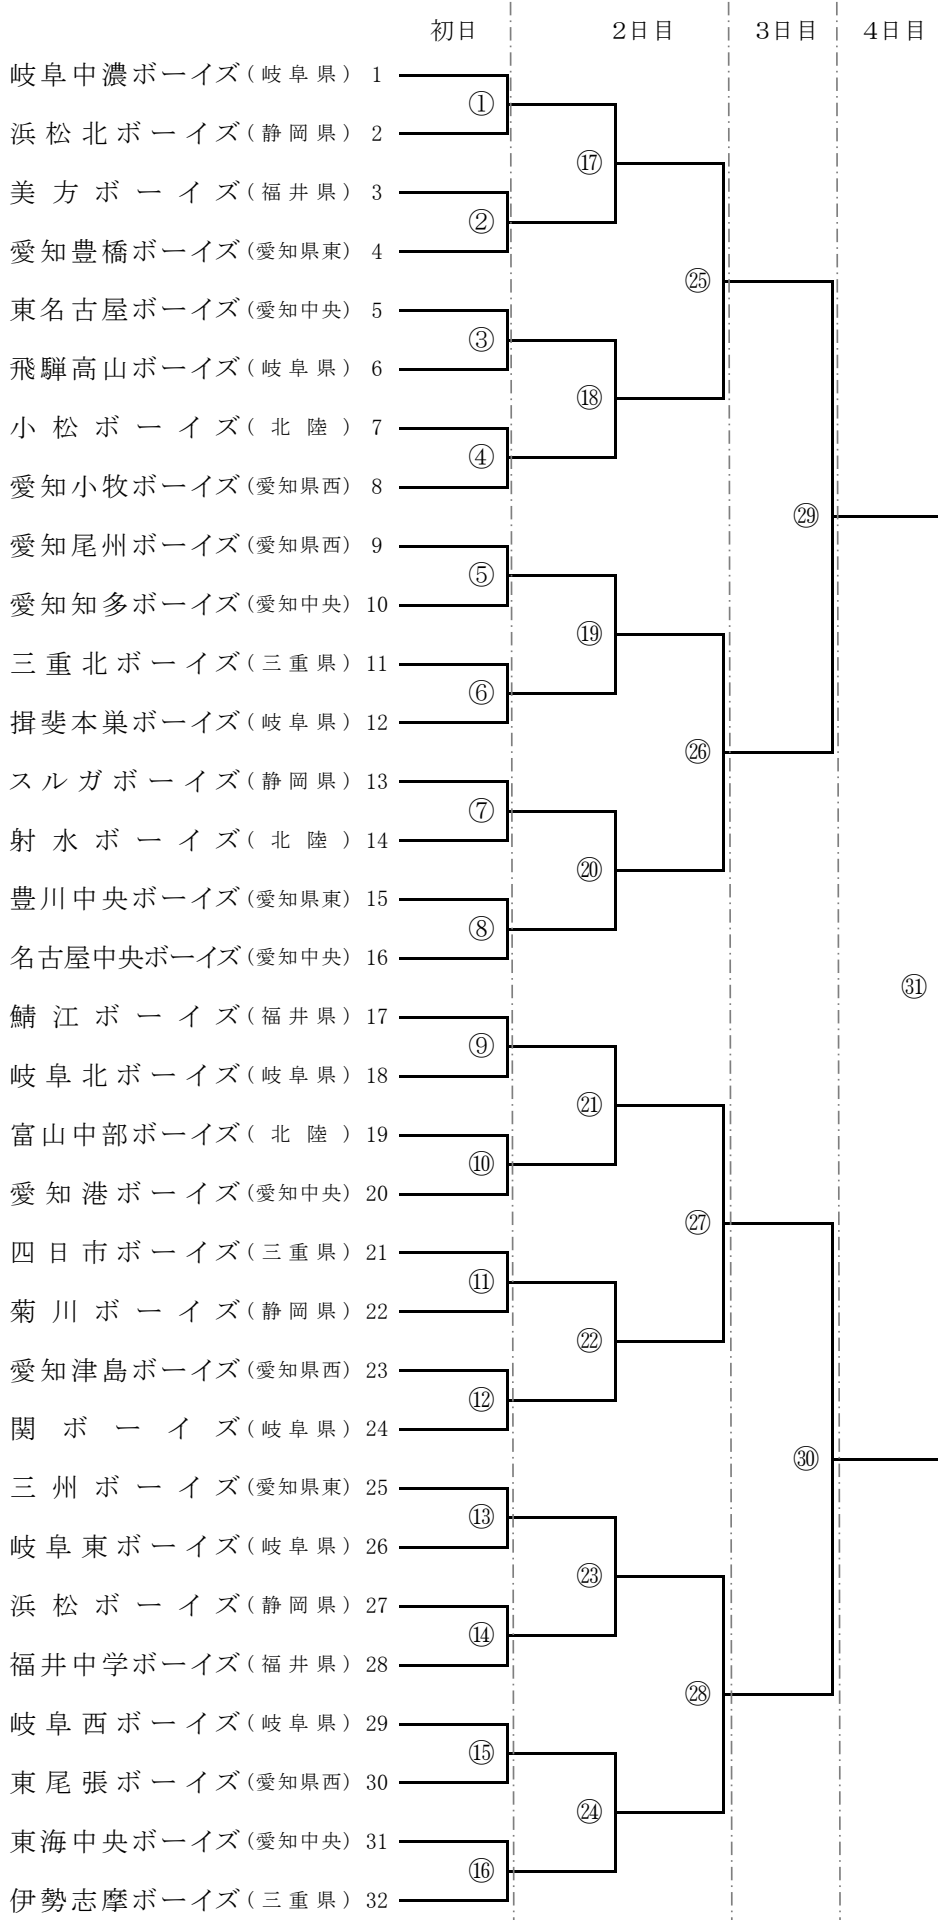 初日 2日目 3日目 4日目
岐阜中濃ボーイズ(岐阜県) 1
①
浜松北ボーイズ(静岡県) 2
⑰
美方ボーイズ(福井県) 3
②
愛知豊橋ボーイズ(愛知県東) 4
㉕
東名古屋ボーイズ(愛知中央) 5
③
飛騨高山ボーイズ(岐阜県) 6
⑱
小松ボーイズ(北陸) 7
④
愛知小牧ボーイズ(愛知県西) 8
㉙
愛知尾州ボーイズ(愛知県西) 9
⑤
愛知知多ボーイズ(愛知中央) 10
⑲
三重北ボーイズ(三重県) 11
⑥
揖斐本巣ボーイズ(岐阜県) 12
㉖
スルガボーイズ(静岡県) 13
⑦
射水ボーイズ(北陸) 14
⑳
豊川中央ボーイズ(愛知県東) 15
⑧
名古屋中央ボーイズ(愛知中央) 16
㉛
鯖江ボーイズ(福井県) 17
⑨
岐阜北ボーイズ(岐阜県) 18
㉑
富山中部ボーイズ(北陸) 19
⑩
愛知港ボーイズ(愛知中央) 20
㉗
四日市ボーイズ(三重県) 21
⑪
菊川ボーイズ(静岡県) 22
㉒
愛知津島ボーイズ(愛知県西) 23
⑫
関ボーイズ(岐阜県) 24
㉚
三州ボーイズ(愛知県東) 25
⑬
岐阜東ボーイズ(岐阜県) 26
㉓
浜松ボーイズ(静岡県) 27
⑭
福井中学ボーイズ(福井県) 28
㉘
岐阜西ボーイズ(岐阜県) 29
⑮
東尾張ボーイズ(愛知県西) 30
㉔
東海中央ボーイズ(愛知中央) 31
⑯
伊勢志摩ボーイズ(三重県) 32